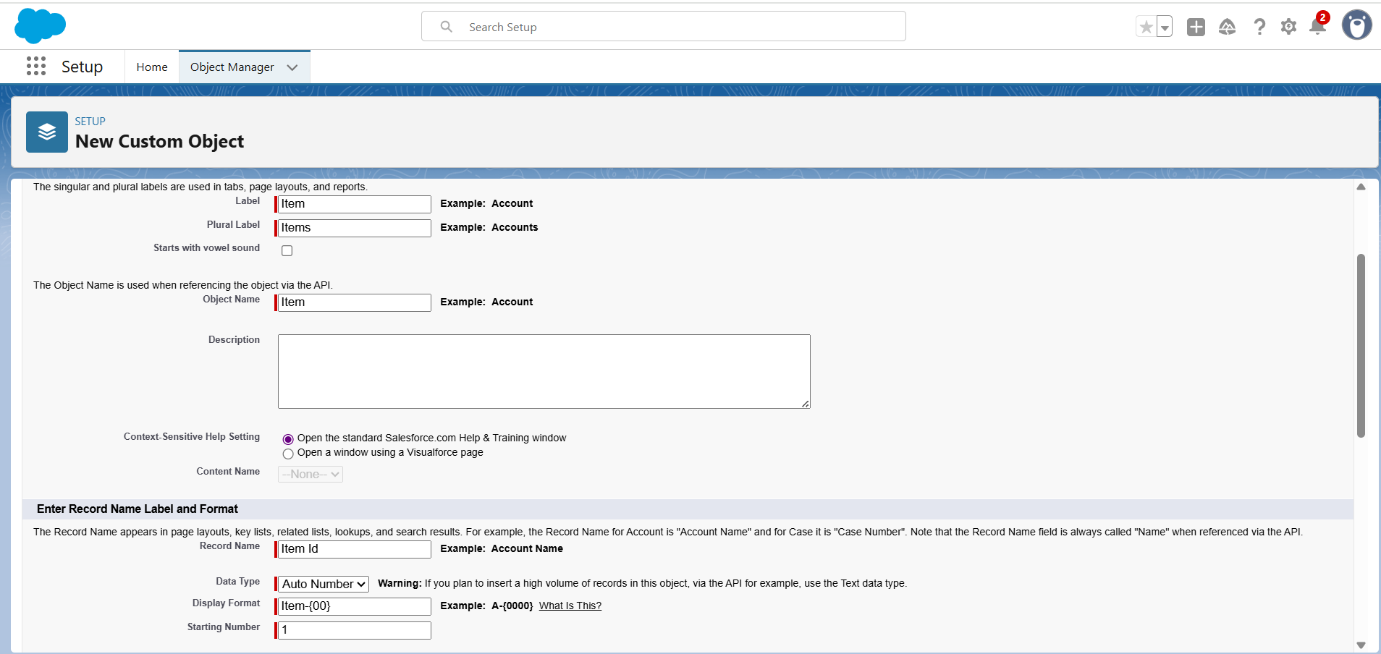 Search Setup
2
Setup
Home
Object Manager
SETUP
New Custom Object
The singular and plural labels are used in tabs, page layouts, and reports.
Label Item Example: Account
Plural Label Items Example: Accounts
Starts with vowel sound
The Object Name is used when referencing the object via the API.
Object Name Item Example: Account
Description
Context-Sensitive Help Setting Open the standard Salesforce.com Help & Training window
Open a window using a Visualforce page
Content Name --None--
Enter Record Name Label and Format
The Record Name appears in page layouts, key lists, related lists, lookups, and search results. For example, the Record Name for Account is "Account Name" and for Case it is "Case Number". Note that the Record Name field is always called "Name" when referenced via the API.
Record Name Item Id Example: Account Name
Data Type Auto Number Warning: If you plan to insert a high volume of records in this object, via the API for example, use the Text data type.
Display Format Item-{00} Example: A-{0000} What Is This?
Starting Number 1